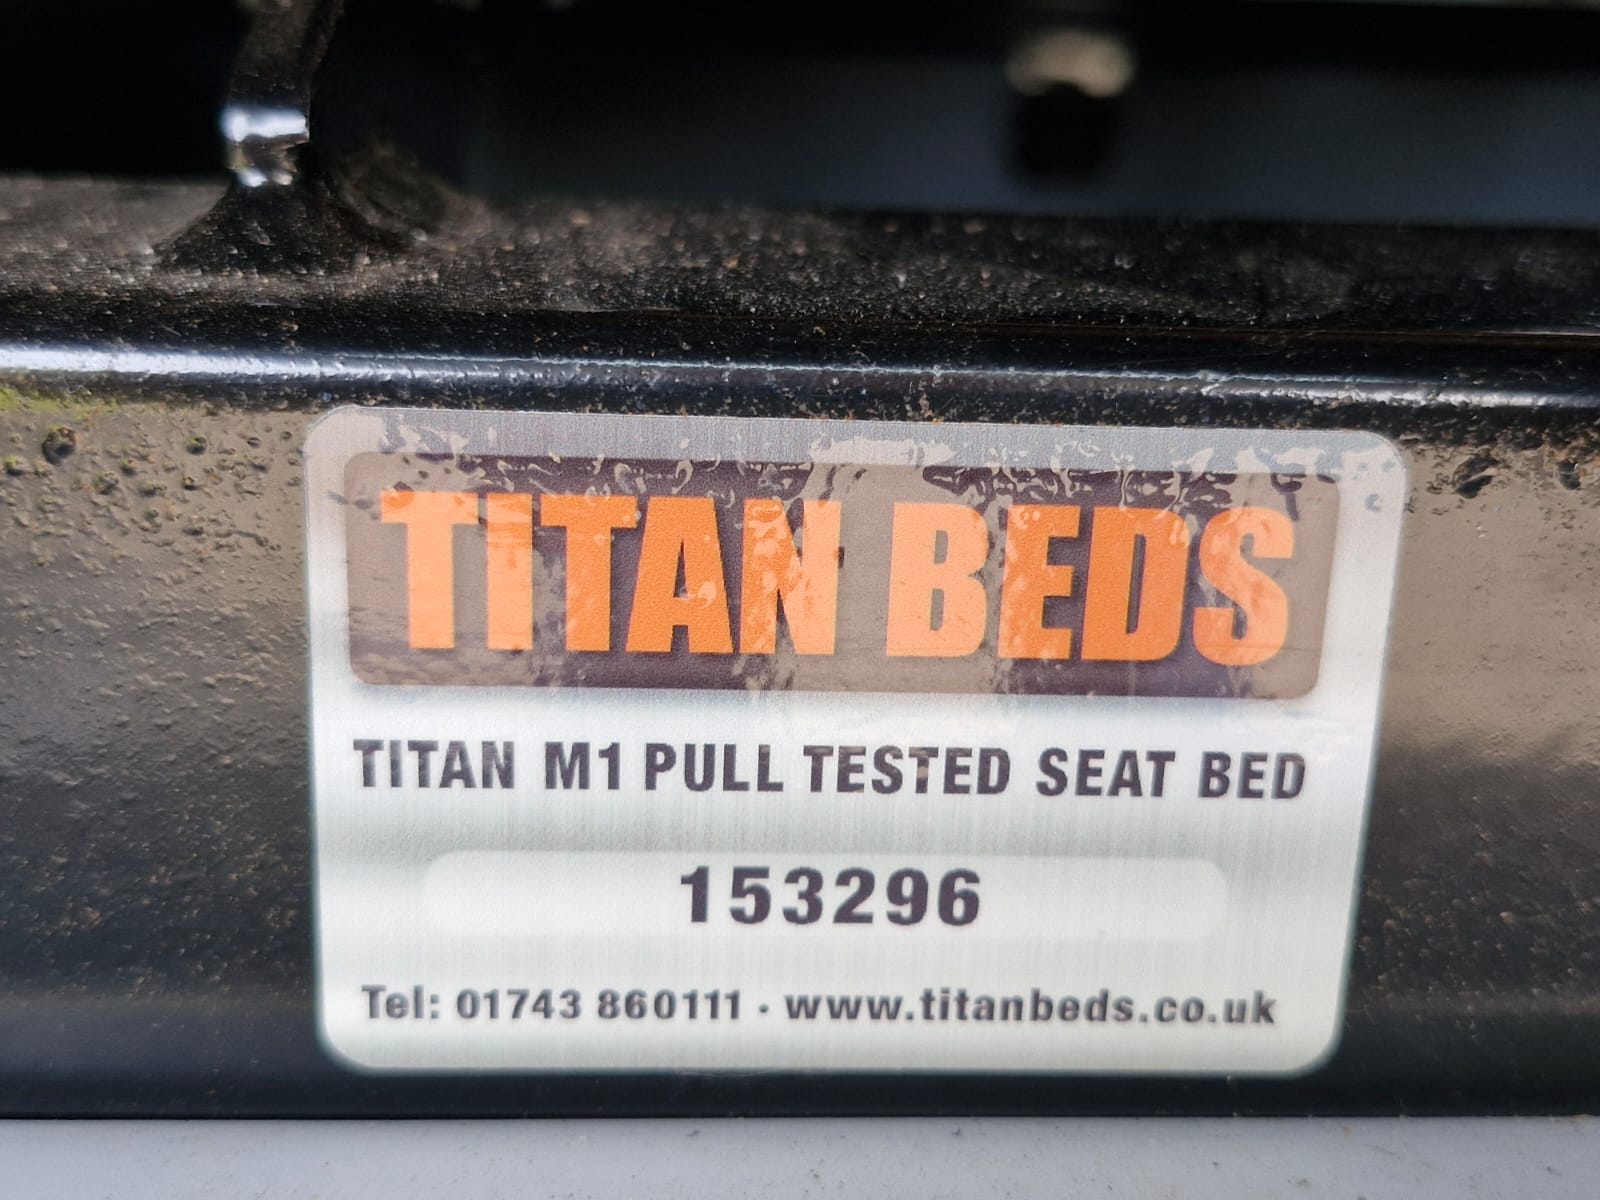 TITAN BEDS
TITAN M1 PULL TESTED SEAT BED
153296
Tel: 01743 860111 · www.titanbeds.co.uk